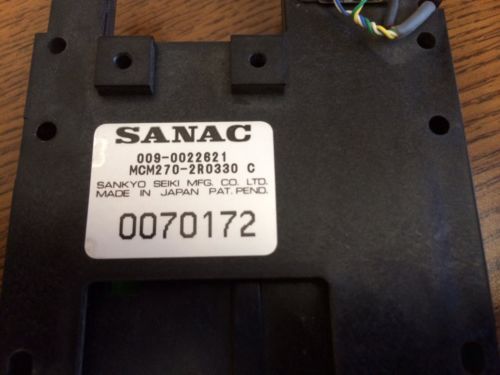 SANAC
009-0022621
MCM270-2R0330 C
SANKYO SEIKI MFG. CO. LTD.
MADE IN JAPAN PAT. PEND.
0070172